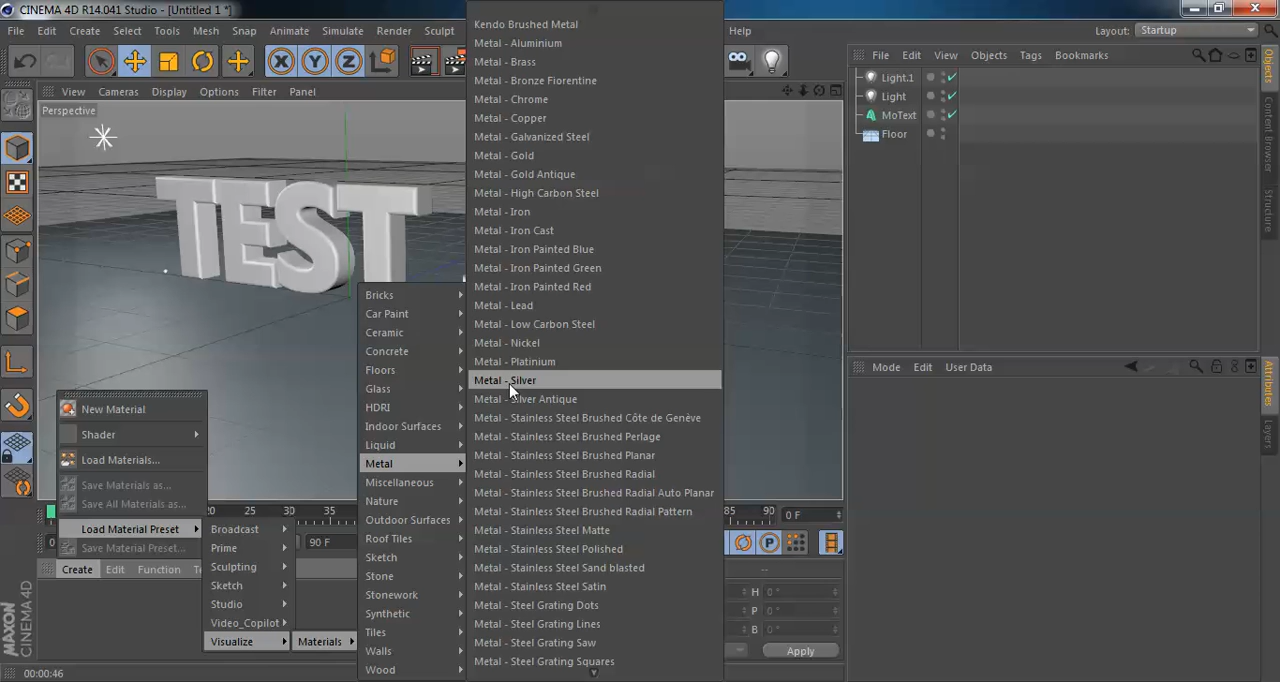 CINEMA 4D R14.041 Studio - [Untitled 1 *]
File Edit Create Select Tools Mesh Snap Animate Simulate Render Sculpt Help Layout: Startup
View Cameras Display Options Filter Panel
Perspective
TEST
File Edit View Objects Tags Bookmarks
Light.1
Light
MoText
Floor
Objects
Content Browser
Structure
Mode Edit User Data
Attributes
Layers
Kendo Brushed Metal
Metal - Aluminium
Metal - Brass
Metal - Bronze Fiorentine
Metal - Chrome
Metal - Copper
Metal - Galvanized Steel
Metal - Gold
Metal - Gold Antique
Metal - High Carbon Steel
Metal - Iron
Metal - Iron Cast
Metal - Iron Painted Blue
Metal - Iron Painted Green
Metal - Iron Painted Red
Metal - Lead
Metal - Low Carbon Steel
Metal - Nickel
Metal - Platinium
Metal - Silver
Metal - Silver Antique
Metal - Stainless Steel Brushed Côte de Genève
Metal - Stainless Steel Brushed Perlage
Metal - Stainless Steel Brushed Planar
Metal - Stainless Steel Brushed Radial
Metal - Stainless Steel Brushed Radial Auto Planar
Metal - Stainless Steel Brushed Radial Pattern
Metal - Stainless Steel Matte
Metal - Stainless Steel Polished
Metal - Stainless Steel Sand blasted
Metal - Stainless Steel Satin
Metal - Steel Grating Dots
Metal - Steel Grating Lines
Metal - Steel Grating Saw
Metal - Steel Grating Squares
Bricks
Car Paint
Ceramic
Concrete
Floors
Glass
HDRI
Indoor Surfaces
Liquid
Metal
Miscellaneous
Nature
Outdoor Surfaces
Roof Tiles
Sketch
Stone
Stonework
Synthetic
Tiles
Walls
Wood
New Material
Shader
Load Materials...
Save Materials as...
Save All Materials as...
Load Material Preset
Save Material Preset...
Broadcast
Prime
Sculpting
Sketch
Studio
Video_Copilot
Visualize
Materials
20 25 30 35 85 90 0 F
90 F
Create Edit Function
--
H 0 °
P 0 °
B 0 °
Apply
MAXON
CINEMA 4D
00:00:46